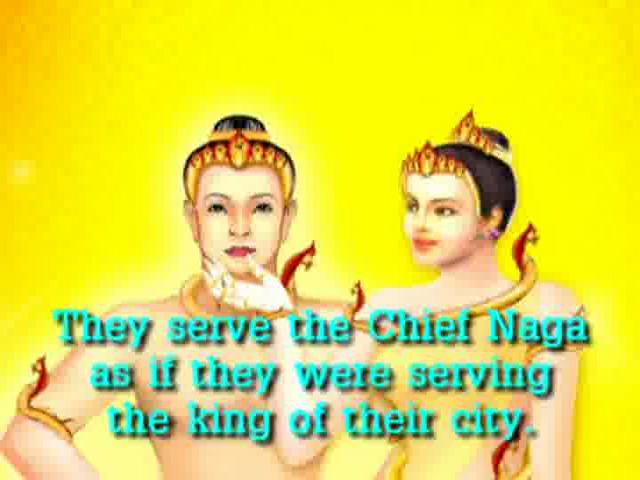 They serve the Chief Naga
as if they were serving
the king of their city.